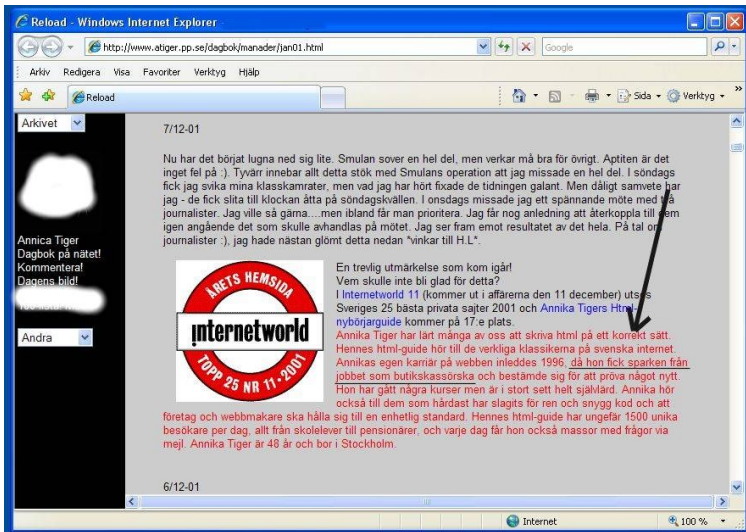 Reload - Windows Internet Explorer
http://www.atiger.pp.se/dagbok/manader/jan01.html
Google
Arkiv Redigera Visa Favoriter Verktyg Hjälp
Reload
Sida Verktyg
Arkivet
7/12-01
Nu har det börjat lugna ned sig lite. Smulan sover en hel del, men verkar må bra för övrigt. Aptiten är det
inget fel på :). Tyvärr innebar allt detta stök med Smulans operation att jag missade en hel del. I söndags
fick jag svika mina klasskamrater, men vad jag har hört fixade de tidningen galant. Men dåligt samvete har
jag - de fick slita till klockan åtta på söndagskvällen. I onsdags missade jag ett spännande möte med två
journalister. Jag ville så gärna....men ibland får man prioritera. Jag får nog anledning att återkoppla till dem
igen angående det som skulle avhandlas på mötet. Jag ser fram emot resultatet av det hela. På tal om
journalister :), jag hade nästan glömt detta nedan *vinkar till H.L*.
Annica Tiger
Dagbok på nätet!
Kommentera!
Dagens bild!
Andra
ÅRETS HEMSIDA
internetworld
TOPP 25 NR 11-2001
En trevlig utmärkelse som kom igår!
Vem skulle inte bli glad för detta?
I Internetworld 11 (kommer ut i affärerna den 11 december) utses
Sveriges 25 bästa privata sajter 2001 och Annika Tigers Html-
nybörjarguide kommer på 17:e plats.
Annika Tiger har lärt många av oss att skriva html på ett korrekt sätt.
Hennes html-guide hör till de verkliga klassikerna på svenska internet.
Annikas egen karriär på webben inleddes 1996, då hon fick sparken från
jobbet som butikskassörska och bestämde sig för att pröva något nytt.
Hon har gått några kurser men är i stort sett helt självlärd. Annika hör
också till dem som hårdast har slagits för ren och snygg kod och att
företag och webbmakare ska hålla sig till en enhetlig standard. Hennes html-guide har ungefär 1500 unika
besökare per dag, allt från skolelever till pensionärer, och varje dag får hon också massor med frågor via
mejl. Annika Tiger är 48 år och bor i Stockholm.
6/12-01
Internet
100 %